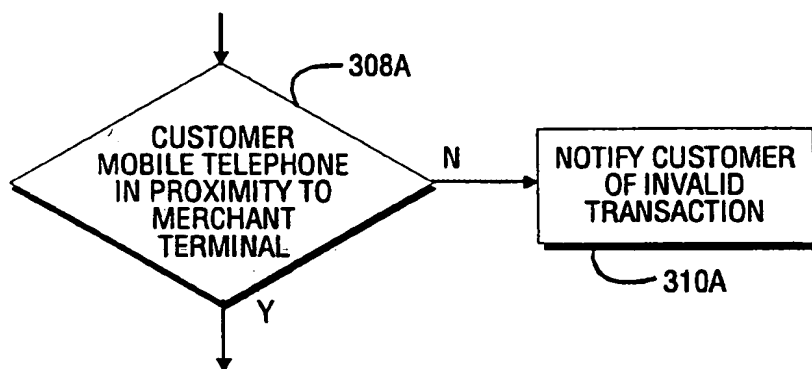 308A
CUSTOMER
MOBILE TELEPHONE
IN PROXIMITY TO
MERCHANT
TERMINAL
N
NOTIFY CUSTOMER
OF INVALID
TRANSACTION
310A
Y